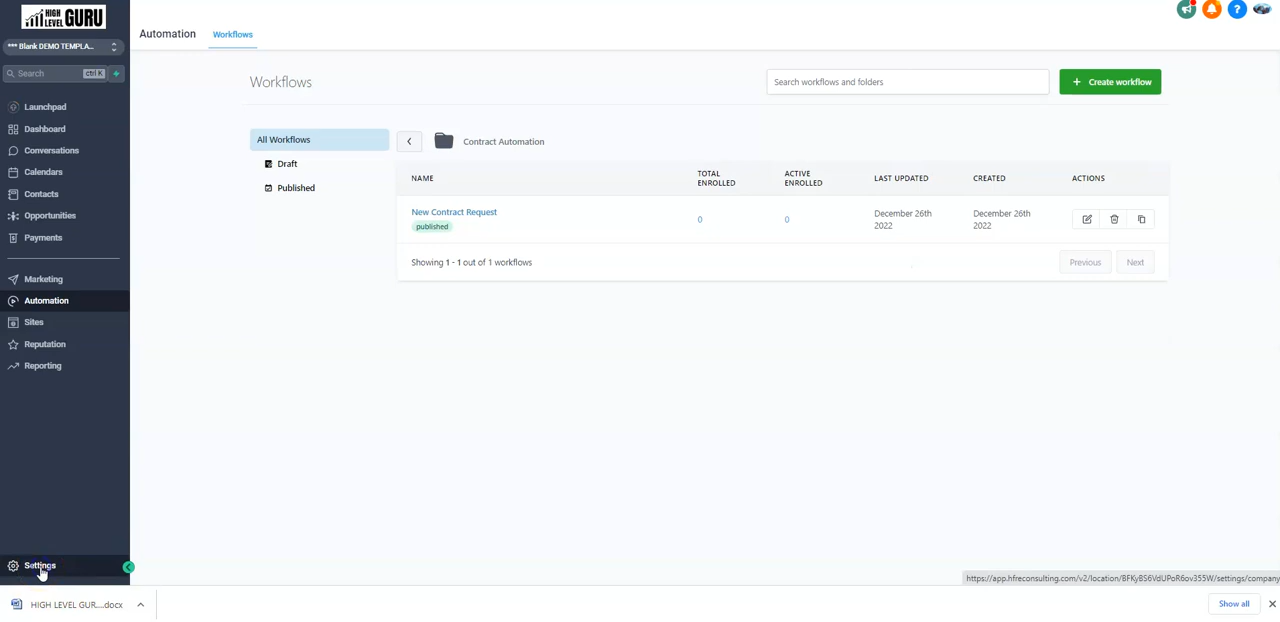 HIGH LEVEL GURU
*** Blank DEMO TEMPLA...
Search ctrl K
Launchpad
Dashboard
Conversations
Calendars
Contacts
Opportunities
Payments
Marketing
Automation
Sites
Reputation
Reporting
Settings
Automation Workflows
Workflows
Search workflows and folders
+ Create workflow
All Workflows
Draft
Published
Contract Automation
NAME TOTAL ENROLLED ACTIVE ENROLLED LAST UPDATED CREATED ACTIONS
New Contract Request 0 0 December 26th 2022 December 26th 2022
published
Showing 1 - 1 out of 1 workflows
Previous Next
https://app.hfreconsulting.com/v2/location/8FKyBS6VdUPoR6ov355W/settings/company
HIGH LEVEL GUR....docx
Show all